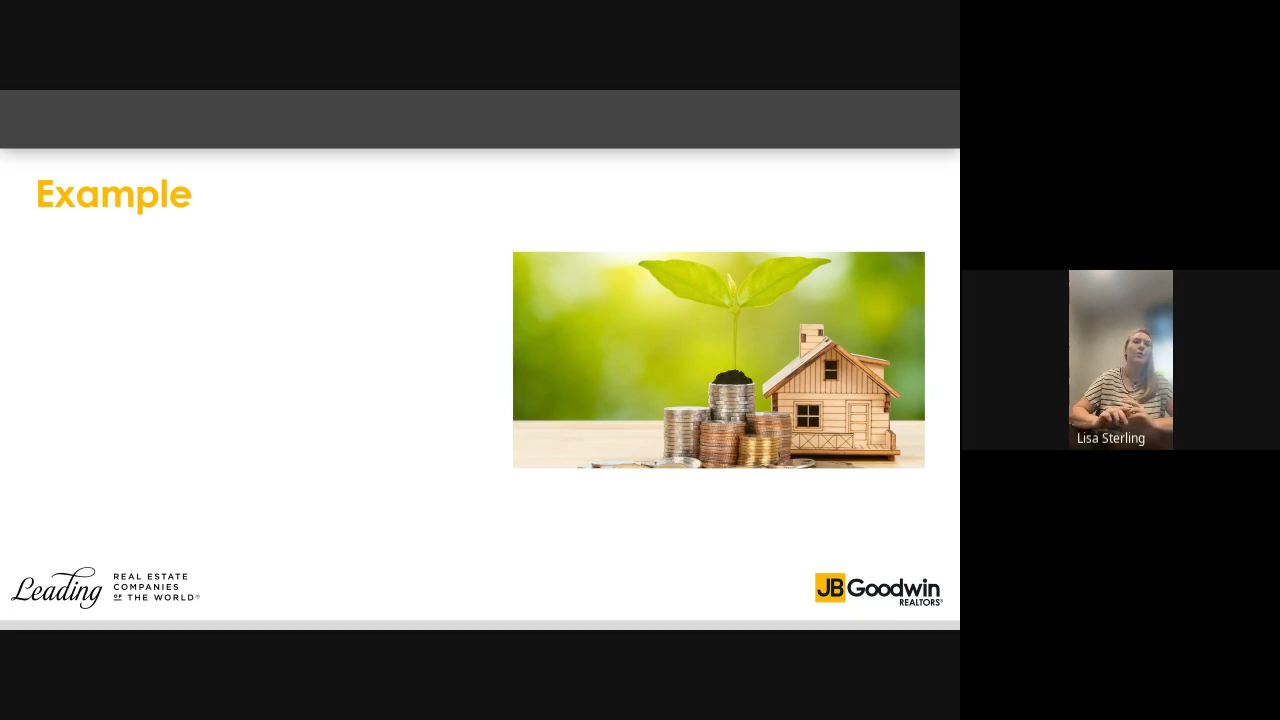 Example
Leading
REAL ESTATE
COMPANIES
OF THE WORLD®
JB Goodwin
REALTORS®
Lisa Sterling